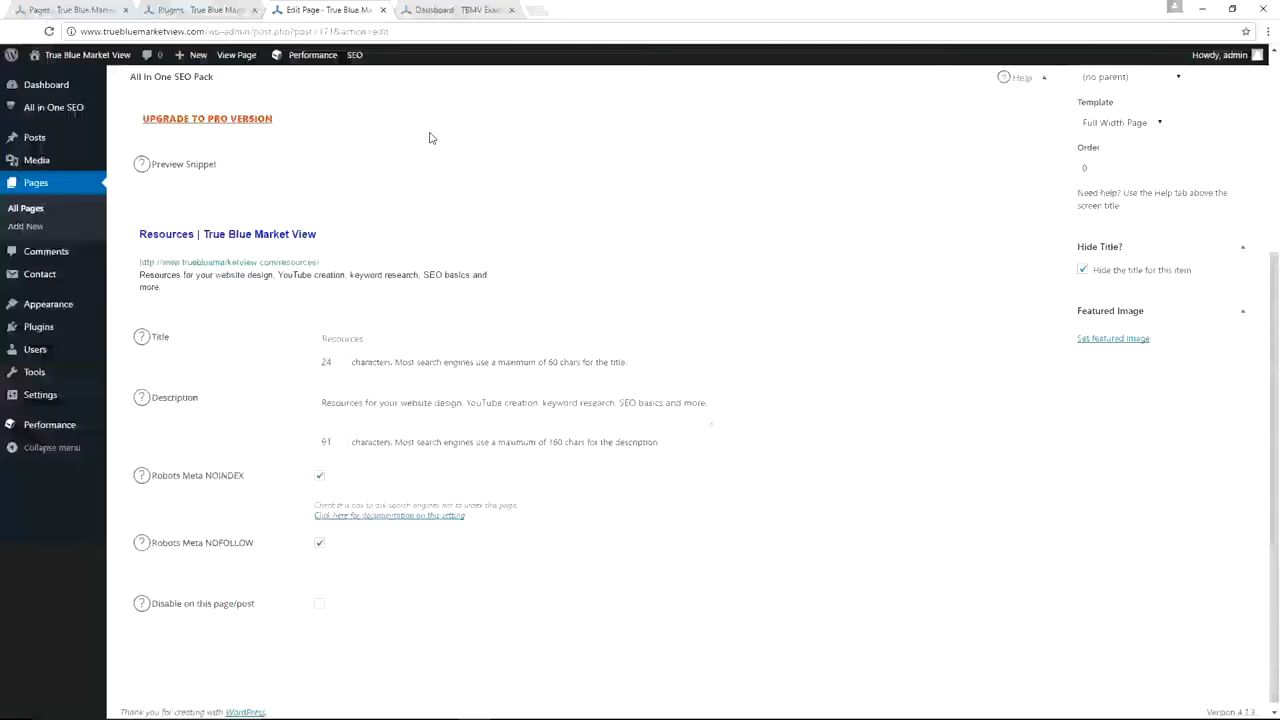 Pages - True Blue Mark
Plugins - True Blue Mark
Edit Page - True Blue M
Dashboard - TBMV Exam
www.truebluemarketview.com/wp-admin/post.php?post=171&action=edit
True Blue Market View
0
New
View Page
Performance
SEO
Howdy, admin
Dashboard
All in One SEO
Posts
Media
Pages
All Pages
Add New
Comments
Contact
Appearance
Plugins
Users
Tools
Settings
Performance
Collapse menu
All in One SEO Pack
Help
UPGRADE TO PRO VERSION
Preview Snippet
Resources | True Blue Market View
http://www.truebluemarketview.com/resources/
Resources for your website design, YouTube creation, keyword research, SEO basics and
more.
Title
Resources
24 characters. Most search engines use a maximum of 60 chars for the title.
Description
Resources for your website design, YouTube creation, keyword research, SEO basics and more.
91 characters. Most search engines use a maximum of 160 chars for the description.
Robots Meta NOINDEX
Check this box to ask search engines not to index this page.
Click here for documentation on this setting
Robots Meta NOFOLLOW
Disable on this page/post
(no parent)
Template
Full Width Page
Order
0
Need help? Use the Help tab above the
screen title.
Hide Title?
Hide the title for this item
Featured Image
Set featured image
Thank you for creating with WordPress.
Version 4.7.3